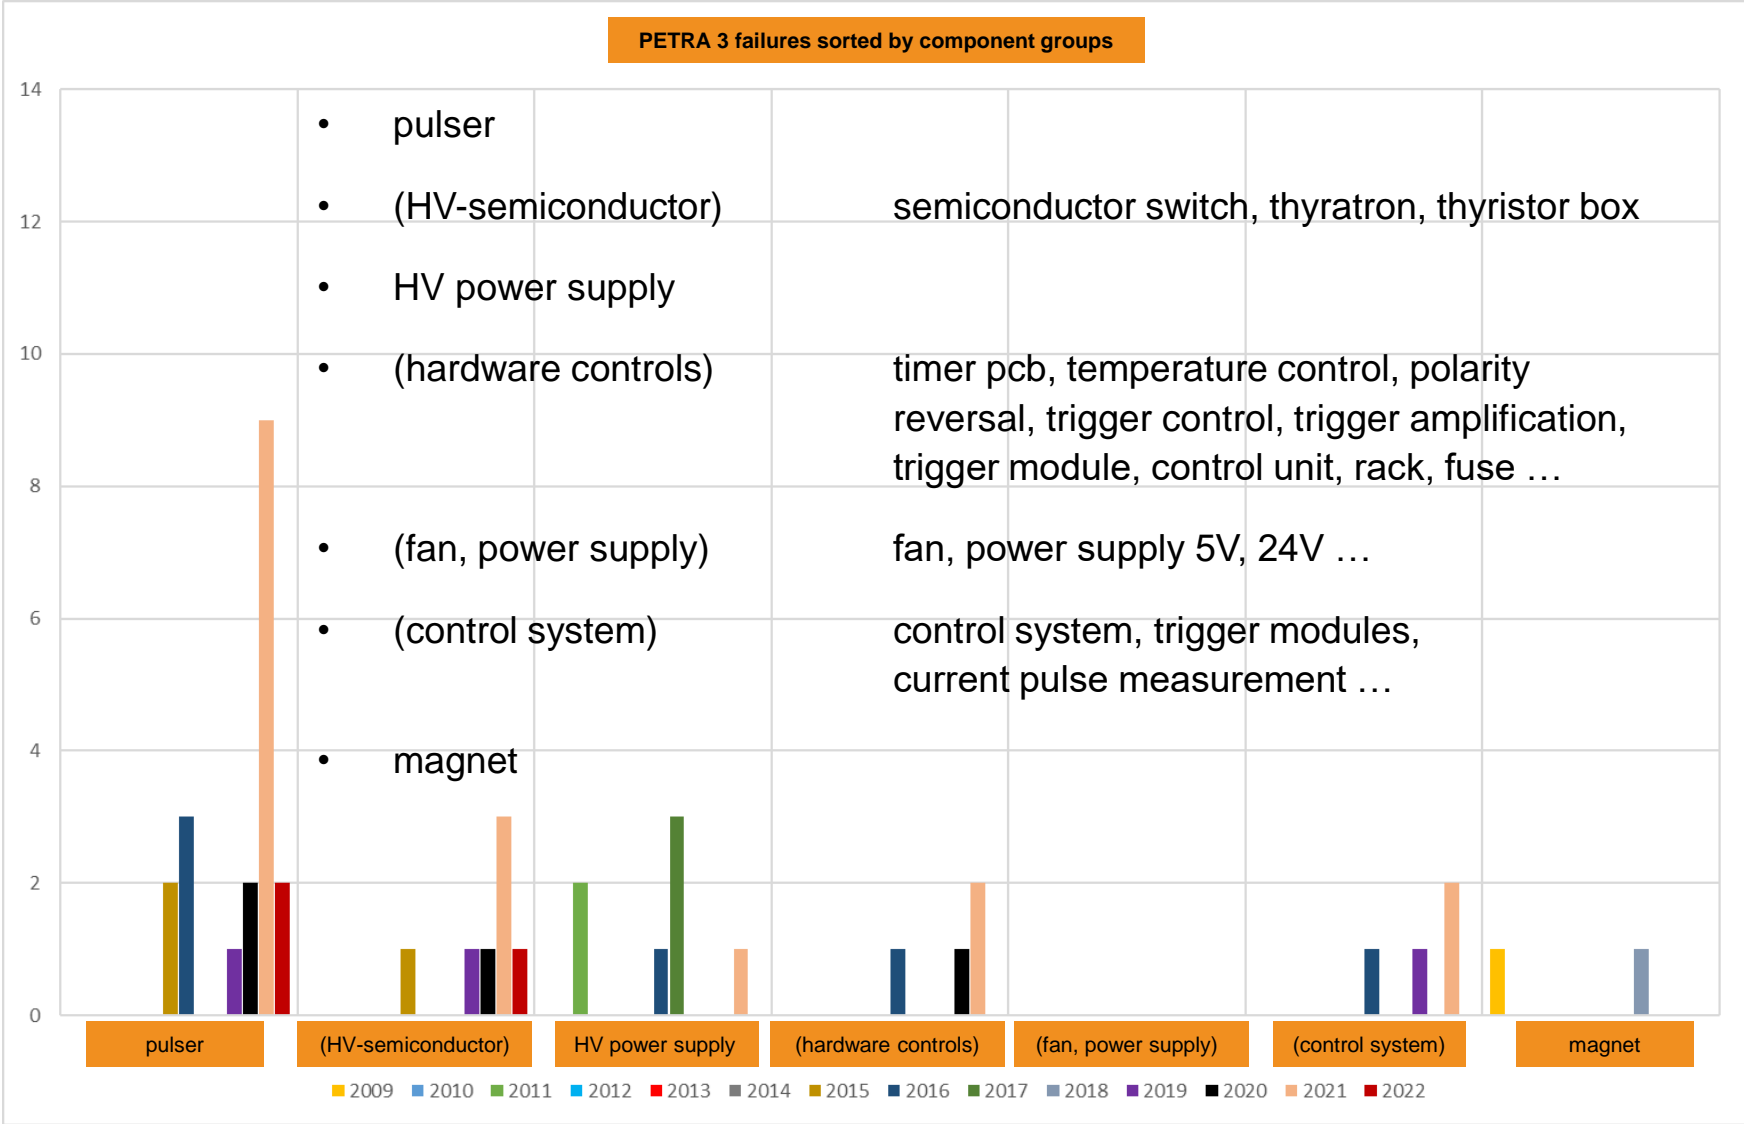 PETRA 3 failures sorted by component groups
14
12
10
8
6
4
2
0
• pulser
• (HV-semiconductor) semiconductor switch, thyratron, thyristor box
• HV power supply
• (hardware controls) timer pcb, temperature control, polarity
reversal, trigger control, trigger amplification,
trigger module, control unit, rack, fuse …
• (fan, power supply) fan, power supply 5V, 24V …
• (control system) control system, trigger modules,
current pulse measurement …
• magnet
pulser (HV-semiconductor) HV power supply (hardware controls) (fan, power supply) (control system) magnet
2009 2010 2011 2012 2013 2014 2015 2016 2017 2018 2019 2020 2021 2022